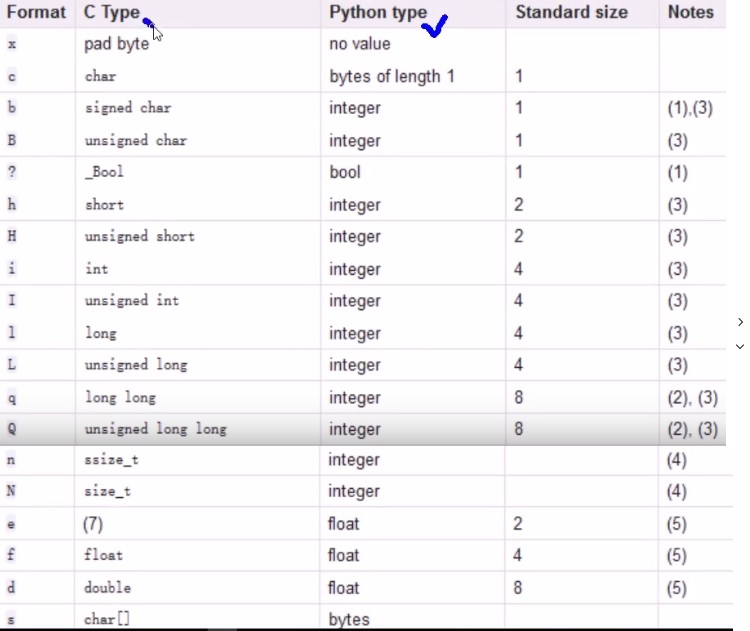 Format C Type Python type Standard size Notes
x pad byte no value
c char bytes of length 1 1
b signed char integer 1 (1),(3)
B unsigned char integer 1 (3)
? _Bool bool 1 (1)
h short integer 2 (3)
H unsigned short integer 2 (3)
i int integer 4 (3)
I unsigned int integer 4 (3)
l long integer 4 (3)
L unsigned long integer 4 (3)
q long long integer 8 (2), (3)
Q unsigned long long integer 8 (2), (3)
n ssize_t integer (4)
N size_t integer (4)
e (7) float 2 (5)
f float float 4 (5)
d double float 8 (5)
s char[] bytes